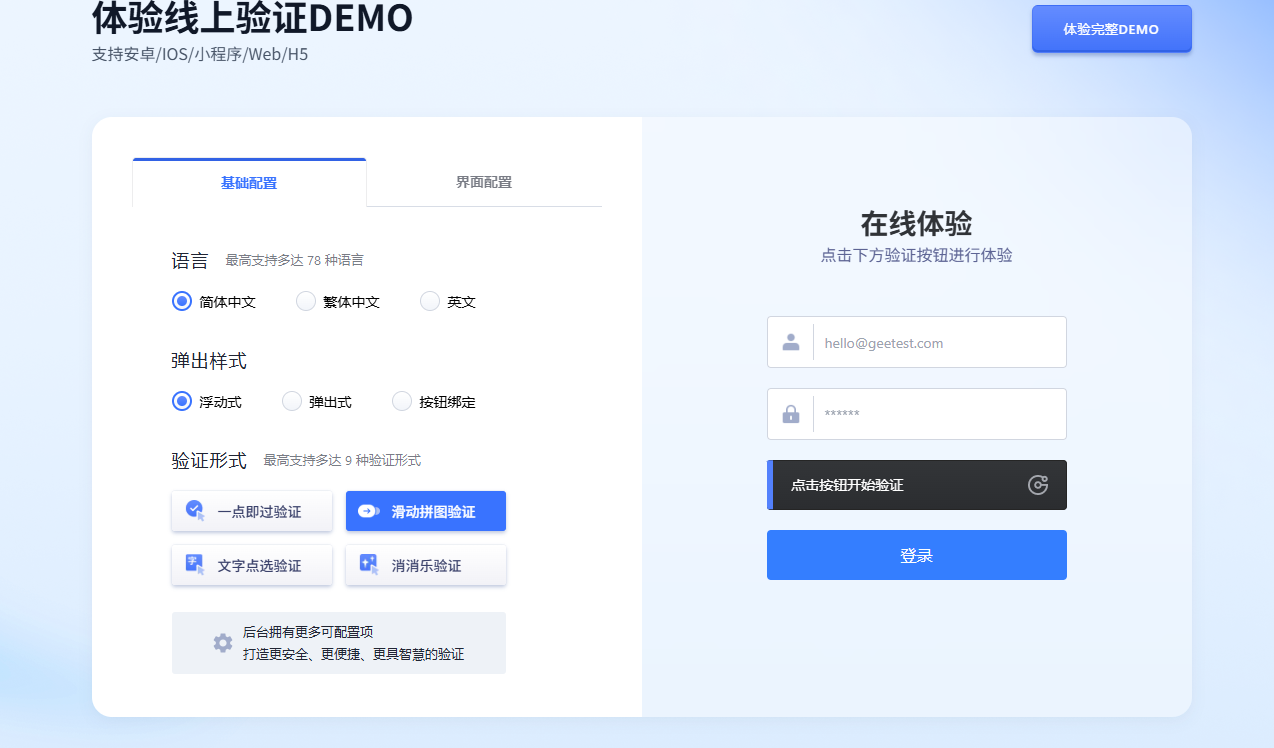 体验线上验证DEMO
支持安卓/IOS/小程序/Web/H5
体验完整DEMO
基础配置
界面配置
语言 最高支持多达 78 种语言
简体中文 繁体中文 英文
弹出样式
浮动式 弹出式 按钮绑定
验证形式 最高支持多达 9 种验证形式
一点即过验证 滑动拼图验证
字 文字点选验证 消消乐验证
后台拥有更多可配置项
打造更安全、更便捷、更具智慧的验证
在线体验
点击下方验证按钮进行体验
hello@geetest.com
******
点击按钮开始验证
登录